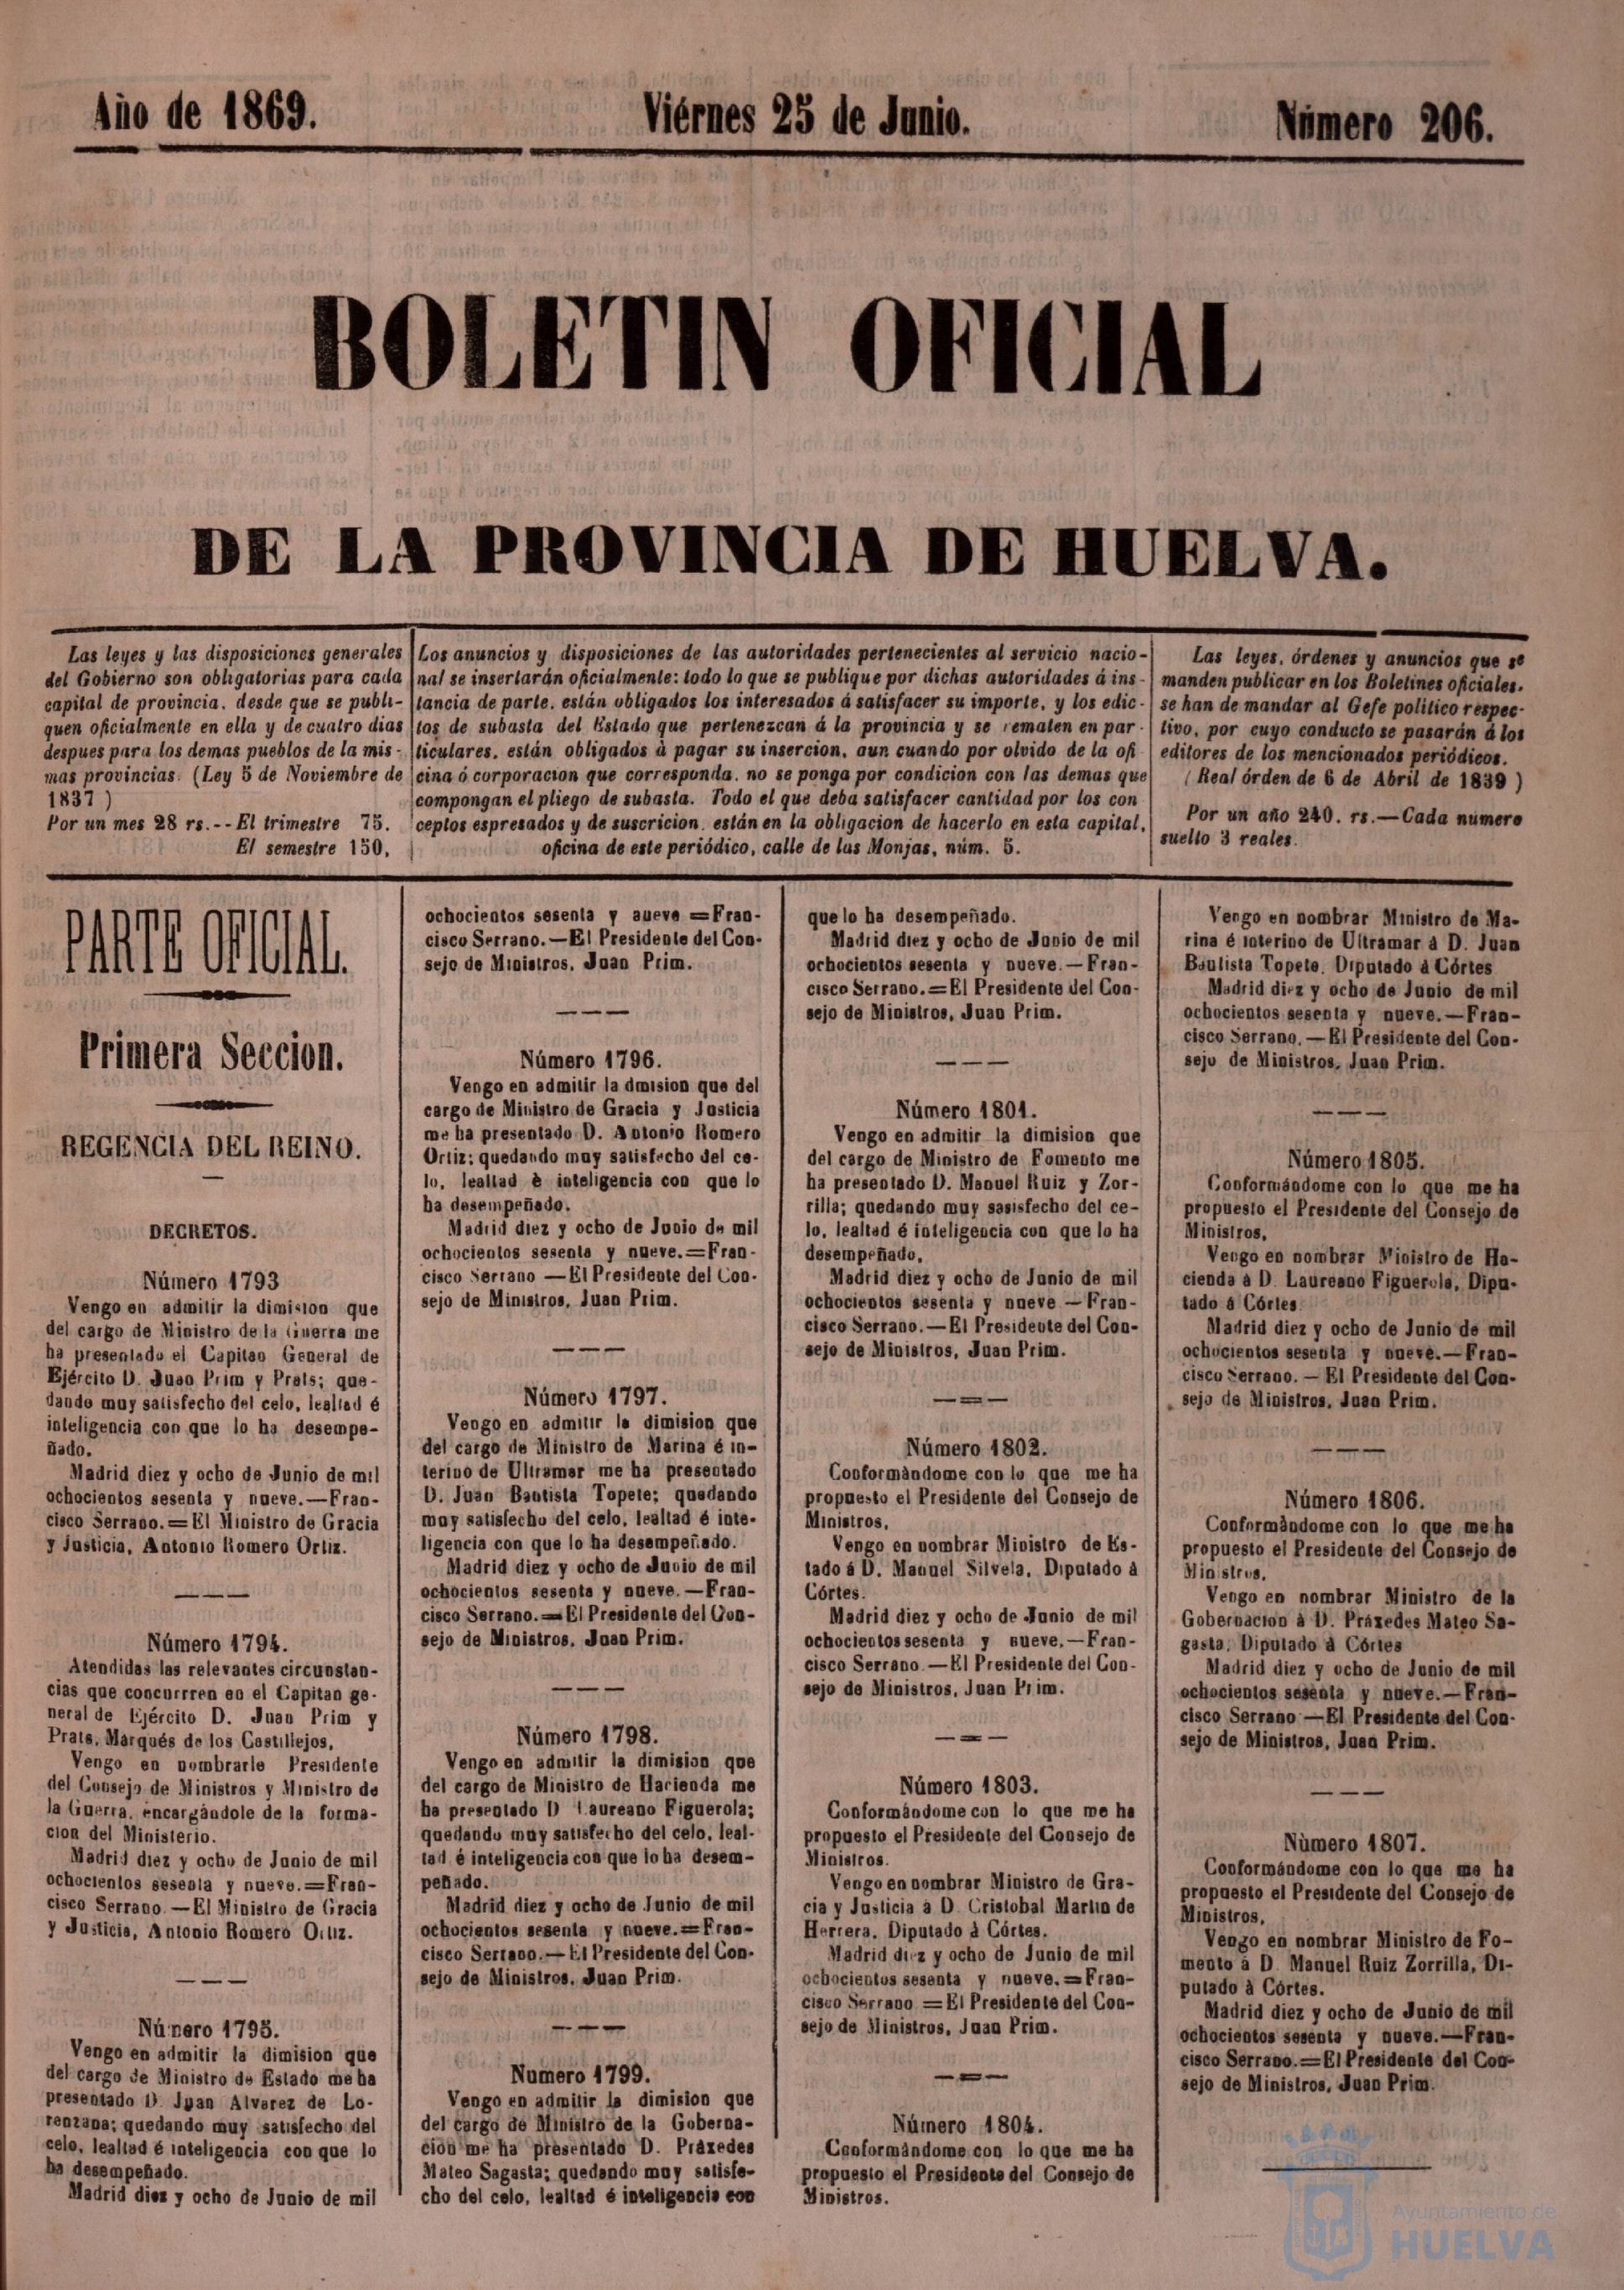 Año de 1869.
Viérnes 25 de Junio.
Número 206.
BOLETIN OFICIAL
DE LA PROVINCIA DE HUELVA.
Las leyes y las disposiciones generales
del Gobierno son obligatorias para cada
capital de provincia, desde que se publi-
quen oficialmente en ella y de cuatro dias
despues para los demas pueblos de la mis-
mas provincias. (Ley 5 de Noviembre de
1837 )
Por un mes 28 rs.--El trimestre 75.
El semestre 150,
Los anuncios y disposiciones de las autoridades pertenecientes al servicio nacio-
nal se insertarán oficialmente: todo lo que se publique por dichas autoridades á ins-
tancia de parte, están obligados los interesados á satisfacer su importe, y los edic-
tos de subasta del Estado que pertenezcan á la provincia y se rematen en par-
ticulares, están obligados á pagar su insercion, aun cuando por olvido de la ofi
cina ó corporacion que corresponda, no se ponga por condicion con las demas que
compongan el pliego de subasta. Todo el que deba satisfacer cantidad por los con
ceptos espresados y de suscricion, están en la obligacion de hacerlo en esta capital,
oficina de este periódico, calle de las Monjas, núm. 5.
Las leyes, órdenes y anuncios que se
manden publicar en los Boletines oficiales,
se han de mandar al Gefe politico respec-
tivo, por cuyo conducto se pasarán á los
editores de los mencionados periódicos.
(Real órden de 6 de Abril de 1839 )
Por un año 240. rs.—Cada número
suelto 3 reales.
PARTE OFICIAL.
Primera Seccion.
REGENCIA DEL REINO.
DECRETOS.
Número 1793
Vengo en admitir la dimision que
del cargo de Ministro de la Guerra me
ha presentado el Capitan General de
Ejército D. Juan Prim y Prats; que-
dando muy satisfecho del celo, lealtad é
inteligencia con que lo ha desempe-
ñado.
Madrid diez y ocho de Junio de mil
ochocientos sesenta y nueve.—Fran-
cisco Serrano.=El Ministro de Gracia
y Justicia, Antonio Romero Ortiz.
Número 1794.
Atendidas las relevantes circunstan-
cias que concurrren en el Capitan ge-
neral de Ejército D. Juan Prim y
Prats, Marqués de los Castillejos,
Vengo en nombrarle Presidente
del Consejo de Ministros y Ministro de
la Guerra, encargándole de la forma-
cion del Ministerio.
Madrid diez y ocho de Junio de mil
ochocientos sesenta y nueve.=Fran-
cisco Serrano.—El Ministro de Gracia
y Justicia, Antonio Romero Ortiz.
Número 1795.
Vengo en admitir la dimision que
del cargo de Ministro de Estado me ha
presentado D. Juan Alvarez de Lo-
renzana; quedando muy satisfecho del
celo, lealtad é inteligencia con que lo
ha desempeñado.
Madrid diez y ocho de Junio de mil
ochocientos sesenta y nueve =Fran-
cisco Serrano.—El Presidente del Con-
sejo de Ministros, Juan Prim.
Número 1796.
Vengo en admitir la dmision que del
cargo de Ministro de Gracia y Justicia
me ha presentado D. Antonio Romero
Ortiz; quedando muy satisfecho del ce-
lo, lealtad è inteligencia con que lo
ha desempeñado.
Madrid diez y ocho de Junio de mil
ochocientos sesenta y nueve.=Fran-
cisco Serrano —El Presidente del Con-
sejo de Ministros, Juan Prim.
Número 1797.
Vengo en admitir la dimision que
del cargo de Ministro de Marina é in-
terino de Ultramar me ha presentado
D. Juan Bautista Topete; quedando
muy satisfecho del celo, lealtad é inte-
ligencia con que lo ha desempeñado.
Madrid diez y ocho de Junio de mil
ochocientos sesenta y nueve.—Fran-
cisco Serrano.=El Presidente del Con-
sejo de Ministros, Juan Prim.
Número 1798.
Vengo en admitir la dimision que
del cargo de Ministro de Hacienda me
ha presentado D Laureano Figuerola;
quedando muy satisfecho del celo, leal-
tad é inteligencia con que lo ha desem-
peñado.
Madrid diez y ocho de Junio de mil
ochocientos sesenta y nueve.=Fran-
cisco Serrano.—El Presidente del Con-
sejo de Ministros, Juan Prim.
Numero 1799.
Vengo en admitir la dimision que
del cargo de Ministro de la Goberna-
cion me ha presentado D. Práxedes
Mateo Sagasta; quedando muy satisfe-
cho del celo, lealtad é inteligencia con
que lo ha desempeñado.
Madrid diez y ocho de Junio de mil
ochocientos sesenta y nueve.—Fran-
cisco Serrano.=El Presidente del Con-
sejo de Ministros, Juan Prim.
Número 1801.
Vengo en admitir la dimision que
del cargo de Ministro de Fomento me
ha presentado D. Manuel Ruiz y Zor-
rilla; quedando muy sasisfecho del ce-
lo, lealtad é inteligencia con que lo ha
desempeñado,
Madrid diez y ocho de Junio de mil
ochocientos sesenta y nueve —Fran-
cisco Serrano.—El Presidente del Con-
sejo de Ministros, Juan Prim.
Número 1802.
Conformàndome con lo que me ha
propuesto el Presidente del Consejo de
Ministros,
Vengo en nombrar Ministro de Es-
tado á D. Manuel Silvela, Diputado à
Córtes.
Madrid diez y ocho de Junio de mil
ochocientos sesenta y nueve,—Fran-
cisco Serrano.—El Presidente del Con-
sejo de Ministros, Juan Prim.
Número 1803.
Conformándome con lo que me ha
propuesto el Presidente del Consejo de
Ministros.
Vengo en nombrar Ministro de Gra-
cia y Justicia à D. Cristobal Martin de
Herrera, Diputado à Córtes.
Madrid diez y ocho de Junio de mil
ochocientos sesenta y nueve.=Fran-
cisco Serrano =El Presidente del Con-
sejo de Ministros, Juan Prim.
Número 1804.
Conformándome con lo que me ha
propuesto el Presidente del Consejo de
Ministros.
Vengo en nombrar Ministro de Ma-
rina é interino de Ultramar á D. Juan
Bautista Topete, Diputado à Córtes
Madrid diez y ocho de Junio de mil
ochocientos sesenta y nueve.—Fran-
cisco Serrano.—El Presidente del Con-
sejo de Ministros, Juan Prim.
Número 1805.
Conformándome con lo que me ha
propuesto el Presidente del Consejo de
Ministros,
Vengo en nombrar Ministro de Ha-
cienda à D. Laureano Figuerola, Dipu-
tado á Córtes
Madrid diez y ocho de Junio de mil
ochocientos sesenta y nueve.—Fran-
cisco Serrano. — El Presidente del Con-
sejo de Ministros, Juan Prim.
Número 1806.
Conformàndome con lo que me ha
propuesto el Presidente del Consejo de
Ministros,
Vengo en nombrar Ministro de la
Gobernacion à D. Práxedes Mateo Sa-
gasta, Diputado à Córtes
Madrid diez y ocho de Junio de mil
ochocientos sesenta y nueve.—Fran-
cisco Serrano —El Presidente del Con-
sejo de Ministros, Juan Prim.
Nùmero 1807.
Conformándome con lo que me ha
propuesto el Presidente del Consejo de
Ministros,
Vengo en nombrar Ministro de Fo-
mento à D. Manuel Ruiz Zorrilla, Di-
putado à Córtes.
Madrid diez y ocho de Junio de mil
ochocientos sesenta y nueve.—Fran-
cisco Serrano.=El Presidente del Con-
sejo de Ministros, Juan Prim.
Ayuntamiento de
HUELVA